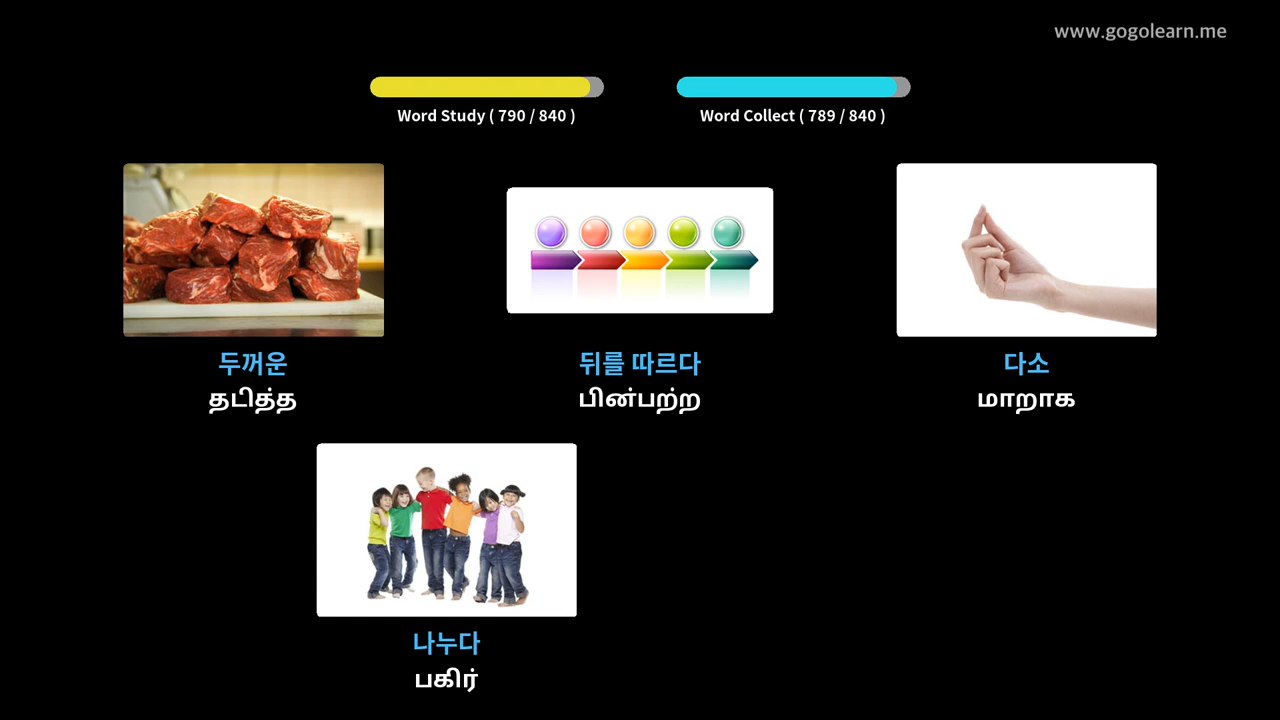 www.gogolearn.me
Word Study ( 790 / 840 )
Word Collect ( 789 / 840 )
두꺼운
தடித்த
뒤를 따르다
பின்பற்ற
다소
மாறாக
나누다
பகிர்